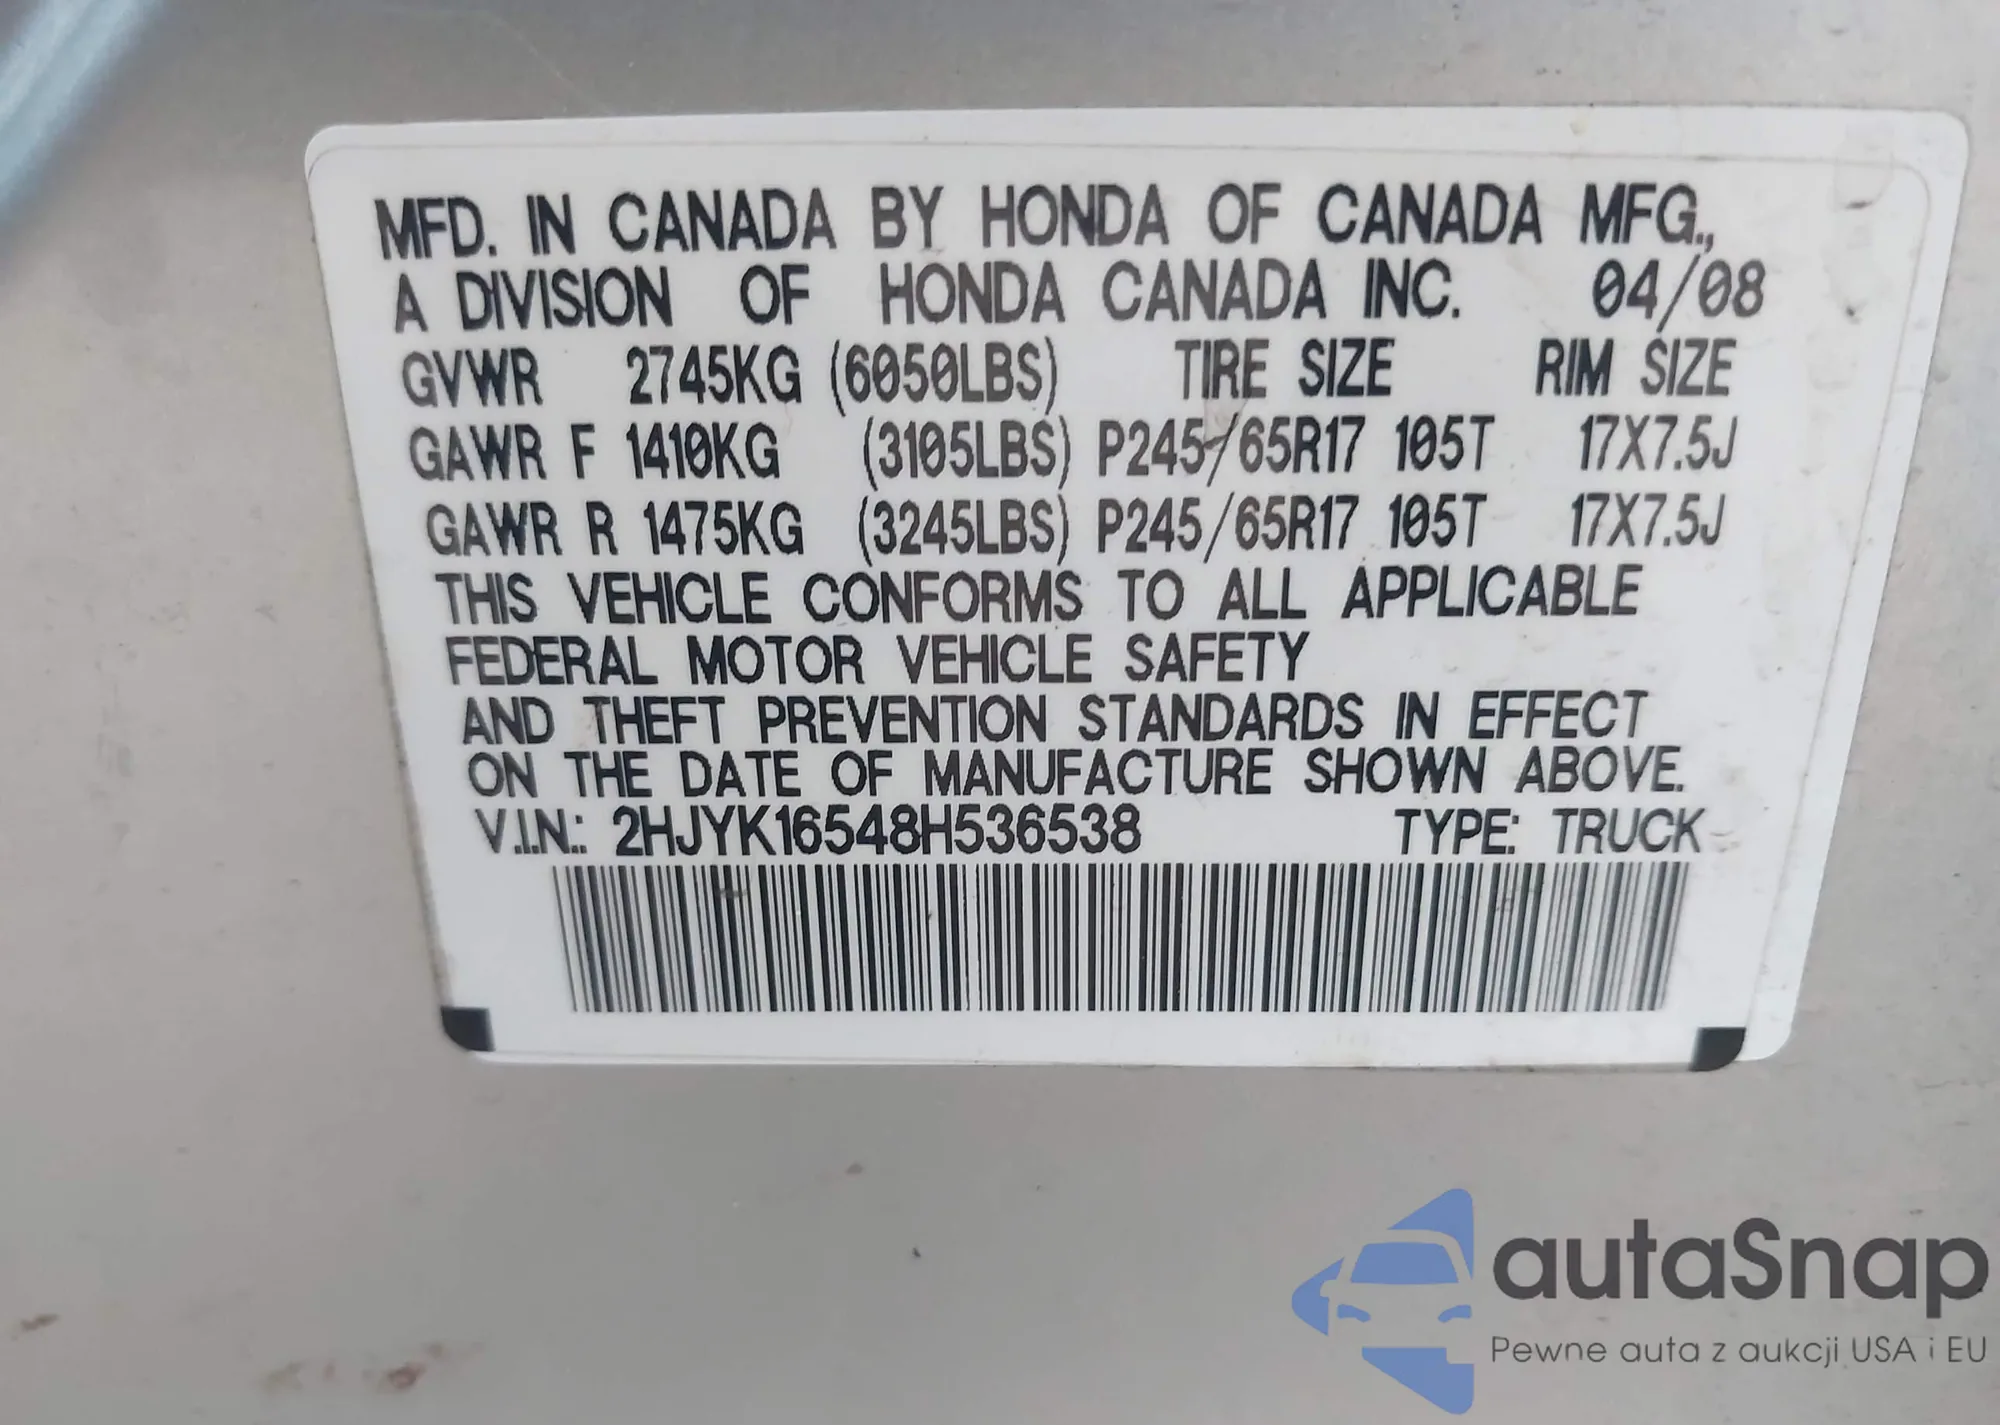 MFD. IN CANADA BY HONDA OF CANADA MFG.,
A DIVISION OF HONDA CANADA INC. 04/08
GVWR 2745KG (6050LBS) TIRE SIZE RIM SIZE
GAWR F 1410KG (3105LBS) P245/65R17 105T 17X7.5J
GAWR R 1475KG (3245LBS) P245/65R17 105T 17X7.5J
THIS VEHICLE CONFORMS TO ALL APPLICABLE
FEDERAL MOTOR VEHICLE SAFETY
AND THEFT PREVENTION STANDARDS IN EFFECT
ON THE DATE OF MANUFACTURE SHOWN ABOVE.
V.I.N.: 2HJYK16548H536538 TYPE: TRUCK
autaSnap
Pewne auta z aukcji USA i EU